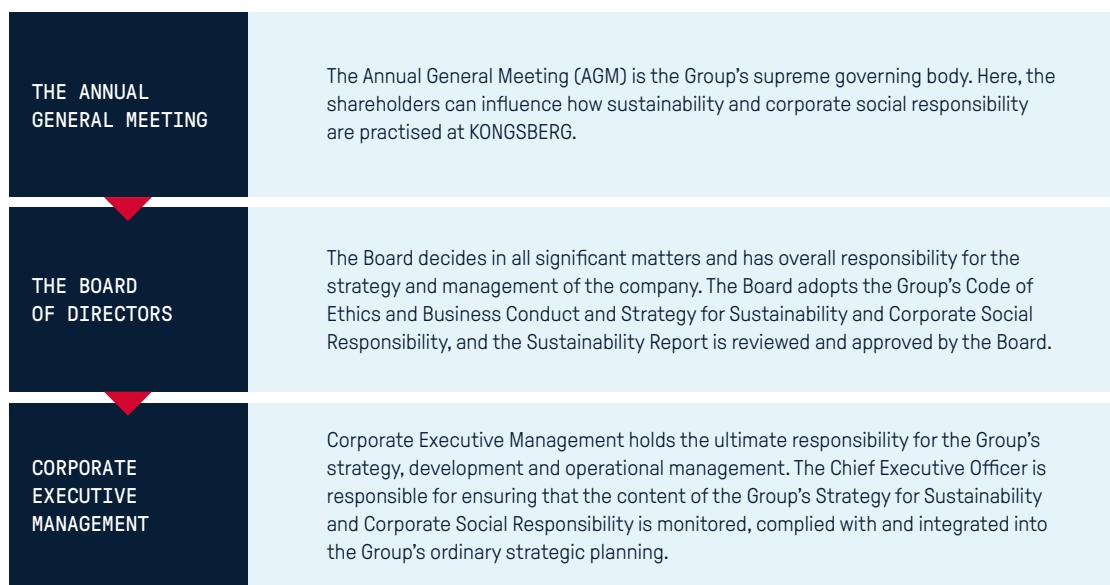 THE ANNUAL
GENERAL MEETING
The Annual General Meeting (AGM) is the Group's supreme governing body. Here, the
shareholders can influence how sustainability and corporate social responsibility
are practised at KONGSBERG.
THE BOARD
OF DIRECTORS
The Board decides in all significant matters and has overall responsibility for the
strategy and management of the company. The Board adopts the Group's Code of
Ethics and Business Conduct and Strategy for Sustainability and Corporate Social
Responsibility, and the Sustainability Report is reviewed and approved by the Board.
CORPORATE
EXECUTIVE
MANAGEMENT
Corporate Executive Management holds the ultimate responsibility for the Group's
strategy, development and operational management. The Chief Executive Officer is
responsible for ensuring that the content of the Group's Strategy for Sustainability
and Corporate Social Responsibility is monitored, complied with and integrated into
the Group's ordinary strategic planning.